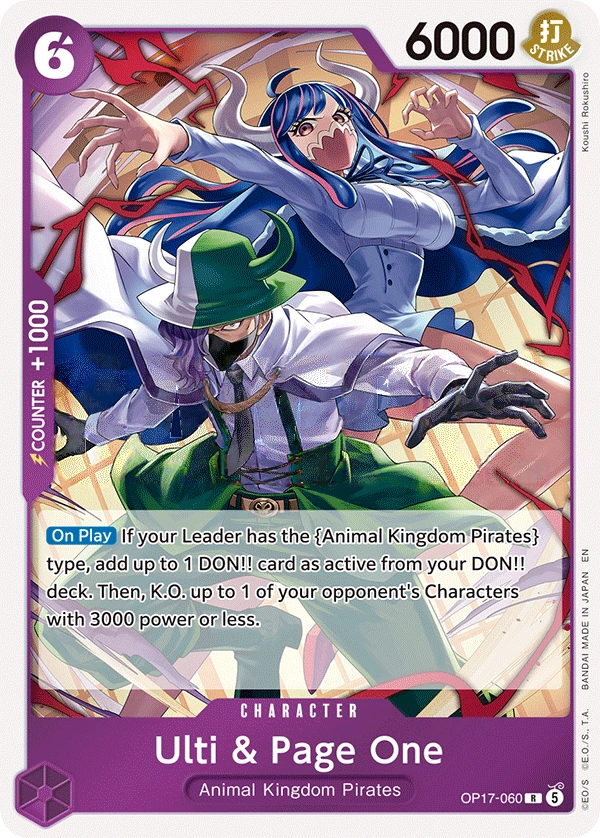 6
6000
打
STRIKE
Koushi Rokushiro
COUNTER +1000
On Play If your Leader has the {Animal Kingdom Pirates}
type, add up to 1 DON!! card as active from your DON!!
deck. Then, K.O. up to 1 of your opponent's Characters
with 3000 power or less.
CHARACTER
Ulti & Page One
Animal Kingdom Pirates
OP17-060 R 5
©EO/S ©E.O./S., T.A. BANDAI MADE IN JAPAN EN